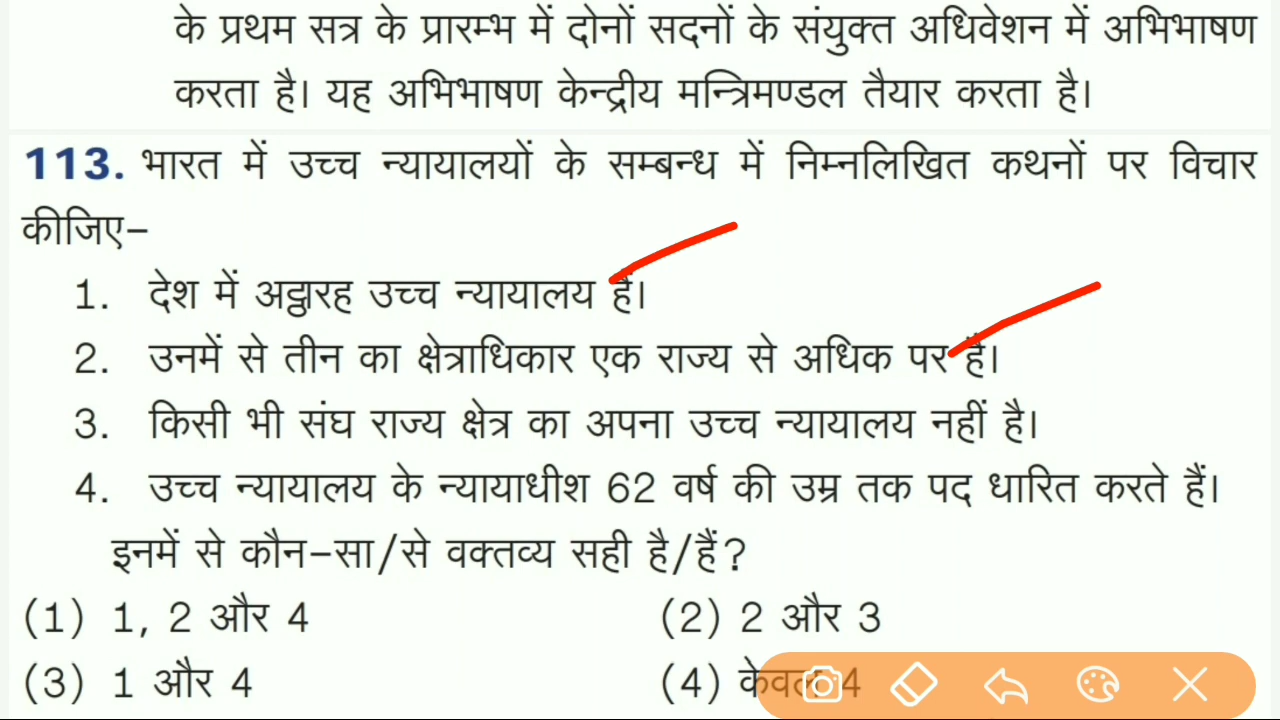 के प्रथम सत्र के प्रारम्भ में दोनों सदनों के संयुक्त अधिवेशन में अभिभाषण
करता है। यह अभिभाषण केन्द्रीय मन्त्रिमण्डल तैयार करता है।
113. भारत में उच्च न्यायालयों के सम्बन्ध में निम्नलिखित कथनों पर विचार
कीजिए–
1. देश में अट्ठारह उच्च न्यायालय हैं।
2. उनमें से तीन का क्षेत्राधिकार एक राज्य से अधिक पर है।
3. किसी भी संघ राज्य क्षेत्र का अपना उच्च न्यायालय नहीं है।
4. उच्च न्यायालय के न्यायाधीश 62 वर्ष की उम्र तक पद धारित करते हैं।
इनमें से कौन–सा/से वक्तव्य सही है/हैं?
(1) 1, 2 और 4 (2) 2 और 3
(3) 1 और 4 (4) केवल 4